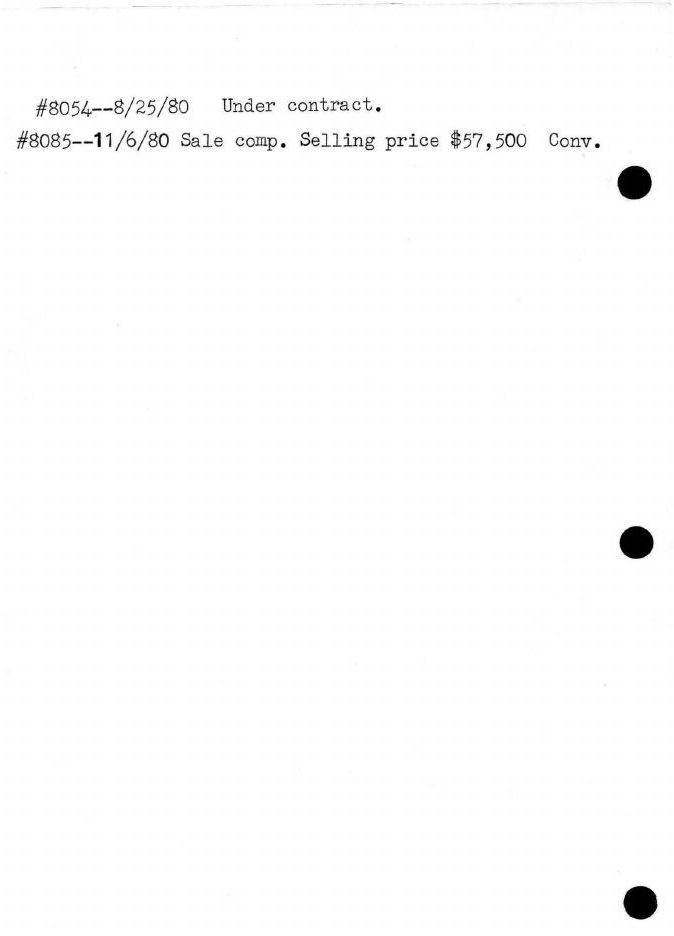 #8054--8/25/80 Under contract.
#8085--11/6/80 Sale comp. Selling price $57,500 Conv.